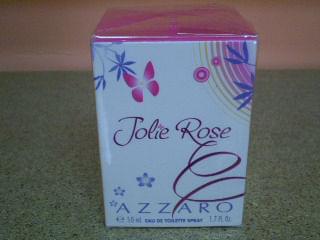 Jolie Rose
AZZARO
℮ 50 ml EAU DE TOILETTE SPRAY 1.7 fl. Oz.